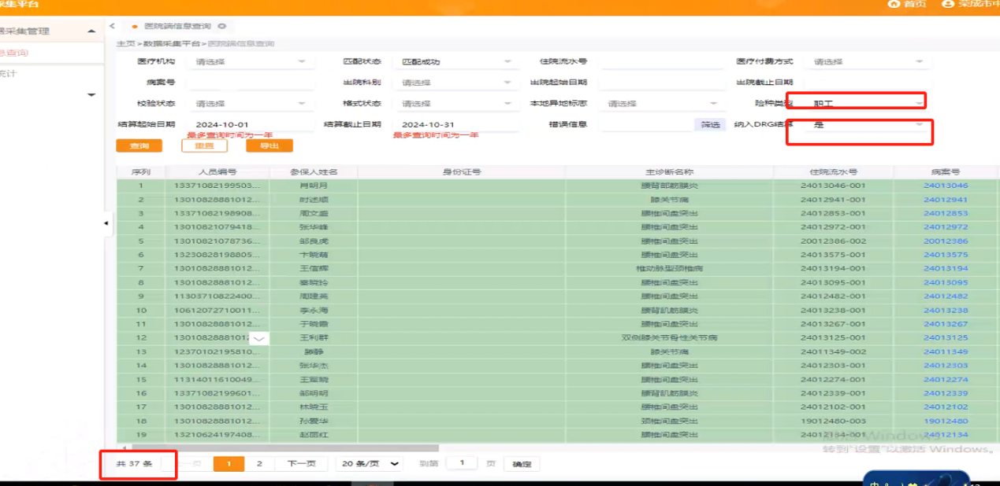 采集平台 首页 荣成市中
据采集管理 医院端信息查询
息查询
主页>数据采集平台>医院端信息查询
统计
医疗机构 请选择 匹配状态 匹配成功 住院流水号 医疗付费方式 请选择
病案号 出院科别 请选择 出院起始日期 出院截止日期
校验状态 请选择 格式状态 请选择 本地异地标志 请选择 险种类型 职工
结算起始日期 2024-10-01 结算截止日期 2024-10-31 错误信息 筛选 纳入DRG结算 是
最多查询时间为一年 最多查询时间为一年
查询 重置 导出
序列 人员编号 参保人姓名 身份证号 主诊断名称 住院流水号 病案号
1 13371082199503... 肖明月 腰背部筋膜炎 24013046-001 24013046
2 13010828881012... 时述顺 膝关节痛 24012941-001 24012941
3 13371082198908... 周文盛 腰椎间盘突出 24012853-001 24012853
4 13010821079418... 张华峰 腰椎间盘突出 24012972-001 24012972
5 13010821078736... 邹良虎 腰椎间盘突出 20012386-002 20012386
6 13230828198805... 卞晓萌 腰椎间盘突出 24013575-001 24013575
7 13010828881012... 王信辉 椎动脉型颈椎病 24013194-001 24013194
8 13010828881012... 晓玲 腰椎间盘突出 24013095-001 24013095
9 11303710822400... 周建英 腰椎间盘突出 24012482-001 24012482
10 10612072710011... 李永海 腰背肌筋膜炎 24013238-001 24013238
11 13010828881012... 于晓霞 腰椎间盘突出 24013267-001 24013267
12 1301082888101 王利群 双侧膝关节骨性关节病 24013125-001 24013125
13 12370102195810... 滕静 膝关节痛 24011349-002 24011349
14 13010828881012... 张华杰 腰椎间盘突出 24012303-001 24012303
15 11314011610049... 王军晓 腰椎间盘突出 24012274-001 24012274
16 13371082199601... 邹明明 腰背肌筋膜炎 24012339-001 24012339
17 13010828881012... 林晓玉 腰椎间盘突出 24012102-001 24012102
18 13010828881012... 孙爱华 颈椎间盘突出 19012480-003 19012480
19 13210624197408... 赵丽红 腰椎间盘突出 24012134-001 24012134
Windows
转到"设置"以激活 Windows。
共 37 条 一页 1 2 下一页 20 条/页 到第 1 页 确定
中